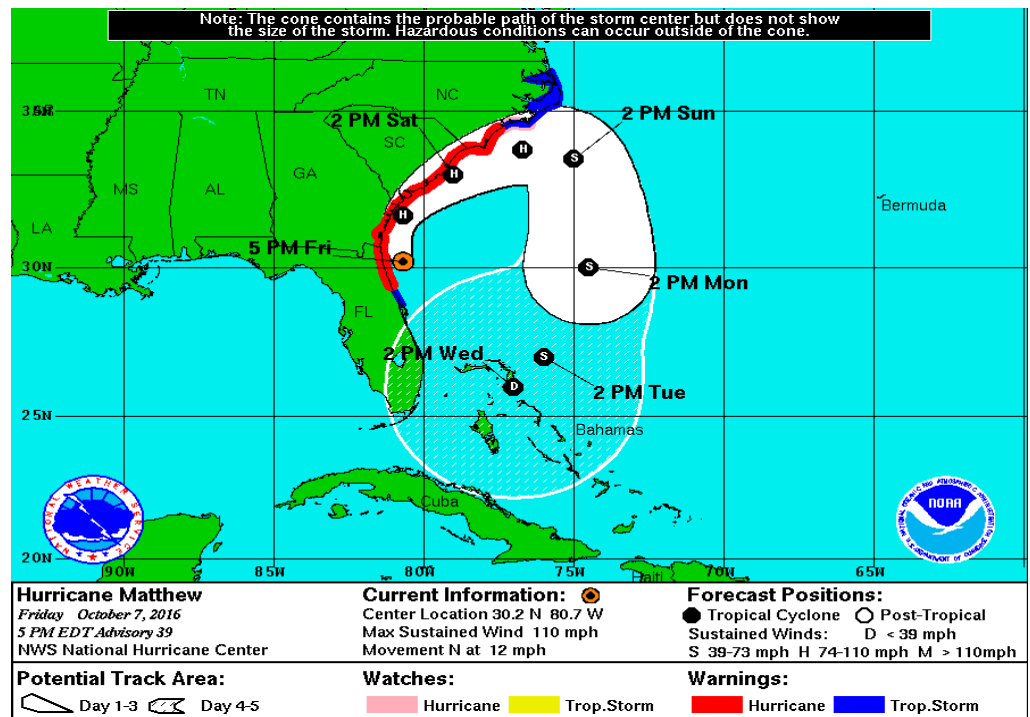 Note: The cone contains the probable path of the storm center but does not show
the size of the storm. Hazardous conditions can occur outside of the cone.
TN
NC
35N
2 PM Sat
2 PM Sun
SC
MS
AL
GA
LA
Bermuda
5 PM Fri
30N
2 PM Mon
FL
2 PM Wed
2 PM Tue
25N
Bahamas
Cuba
20N
90W
85W
80W
75W
70W
65W
Haiti
H
H
H
S
S
S
D
NATIONAL WEATHER SERVICE
NOAA
Hurricane Matthew
Friday October 7, 2016
5 PM EDT Advisory 39
NWS National Hurricane Center
Current Information:
Center Location 30.2 N 80.7 W
Max Sustained Wind 110 mph
Movement N at 12 mph
Forecast Positions:
Tropical Cyclone Post-Tropical
Sustained Winds: D < 39 mph
S 39-73 mph H 74-110 mph M > 110mph
Potential Track Area:
Day 1-3 Day 4-5
Watches:
Hurricane Trop.Storm
Warnings:
Hurricane Trop.Storm